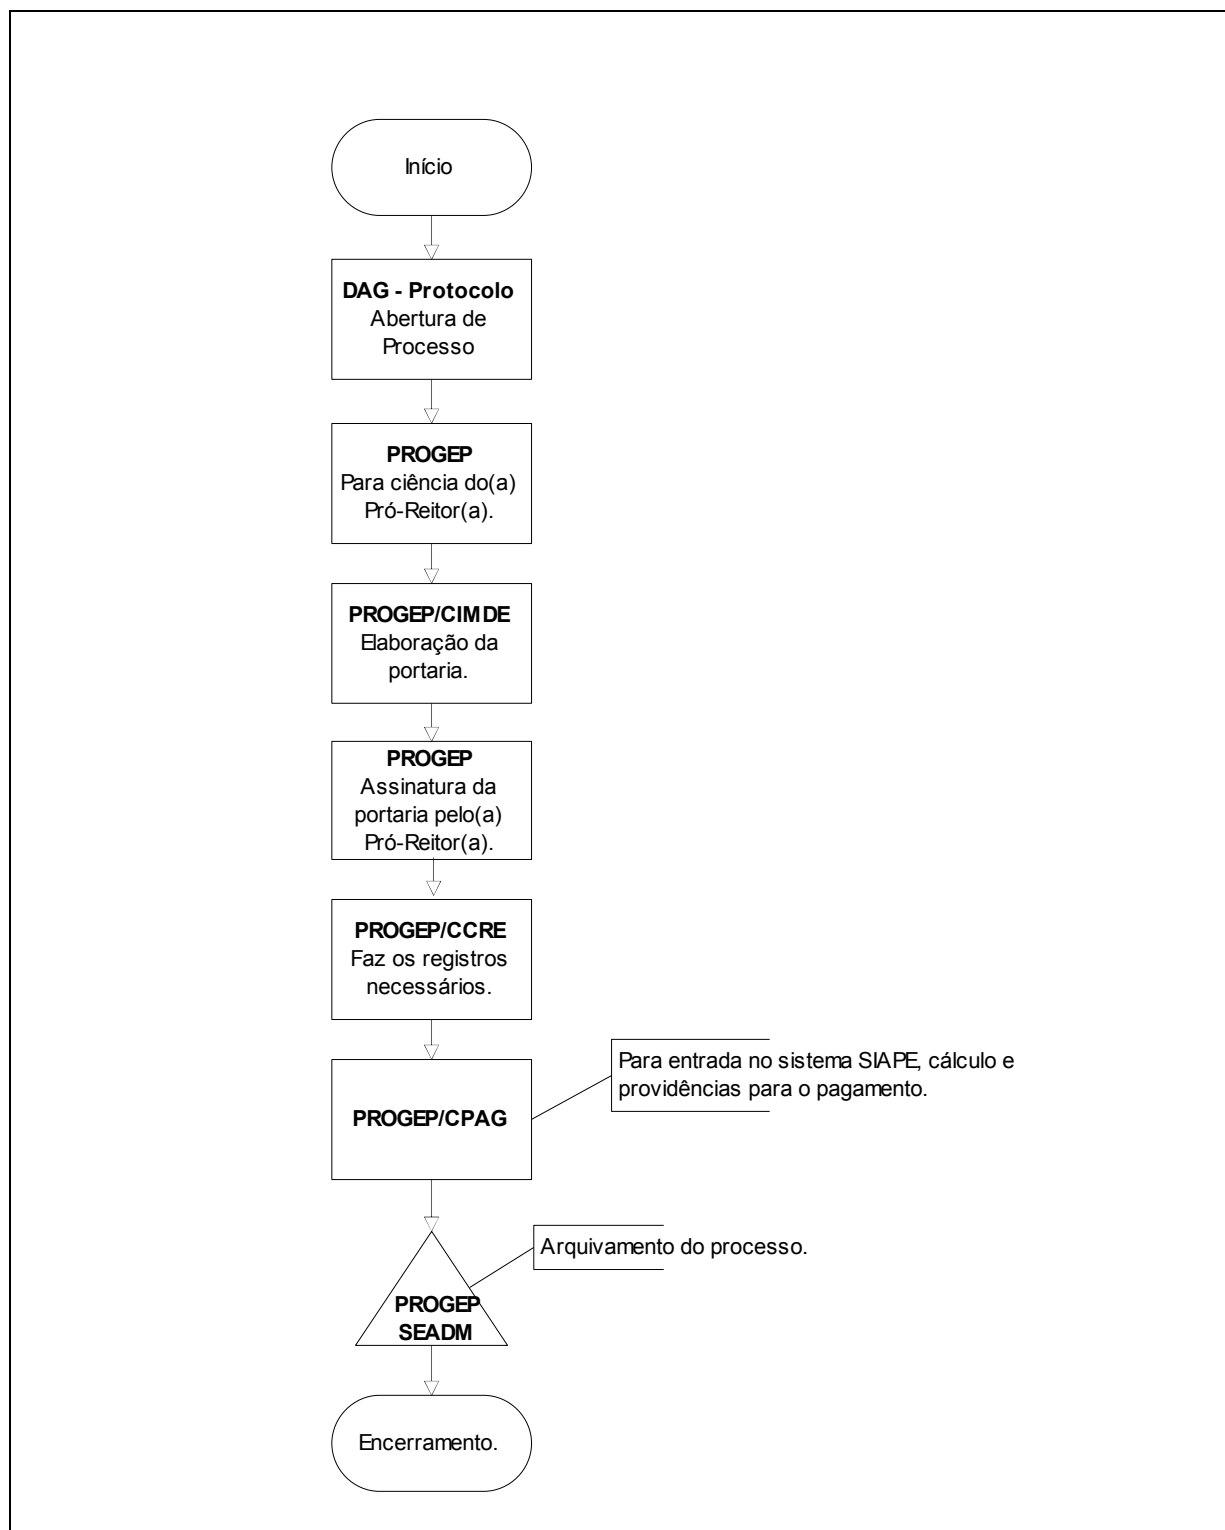 Início
DAG - Protocolo
Abertura de
Processo
PROGEP
Para ciência do(a)
Pró-Reitor(a).
PROGEP/CIMDE
Elaboração da
portaria.
PROGEP
Assinatura da
portaria pelo(a)
Pró-Reitor(a).
PROGEP/CCRE
Faz os registros
necessários.
Para entrada no sistema SIAPE, cálculo e
providências para o pagamento.
PROGEP/CPAG
Arquivamento do processo.
PROGEP
SEADM
Encerramento.